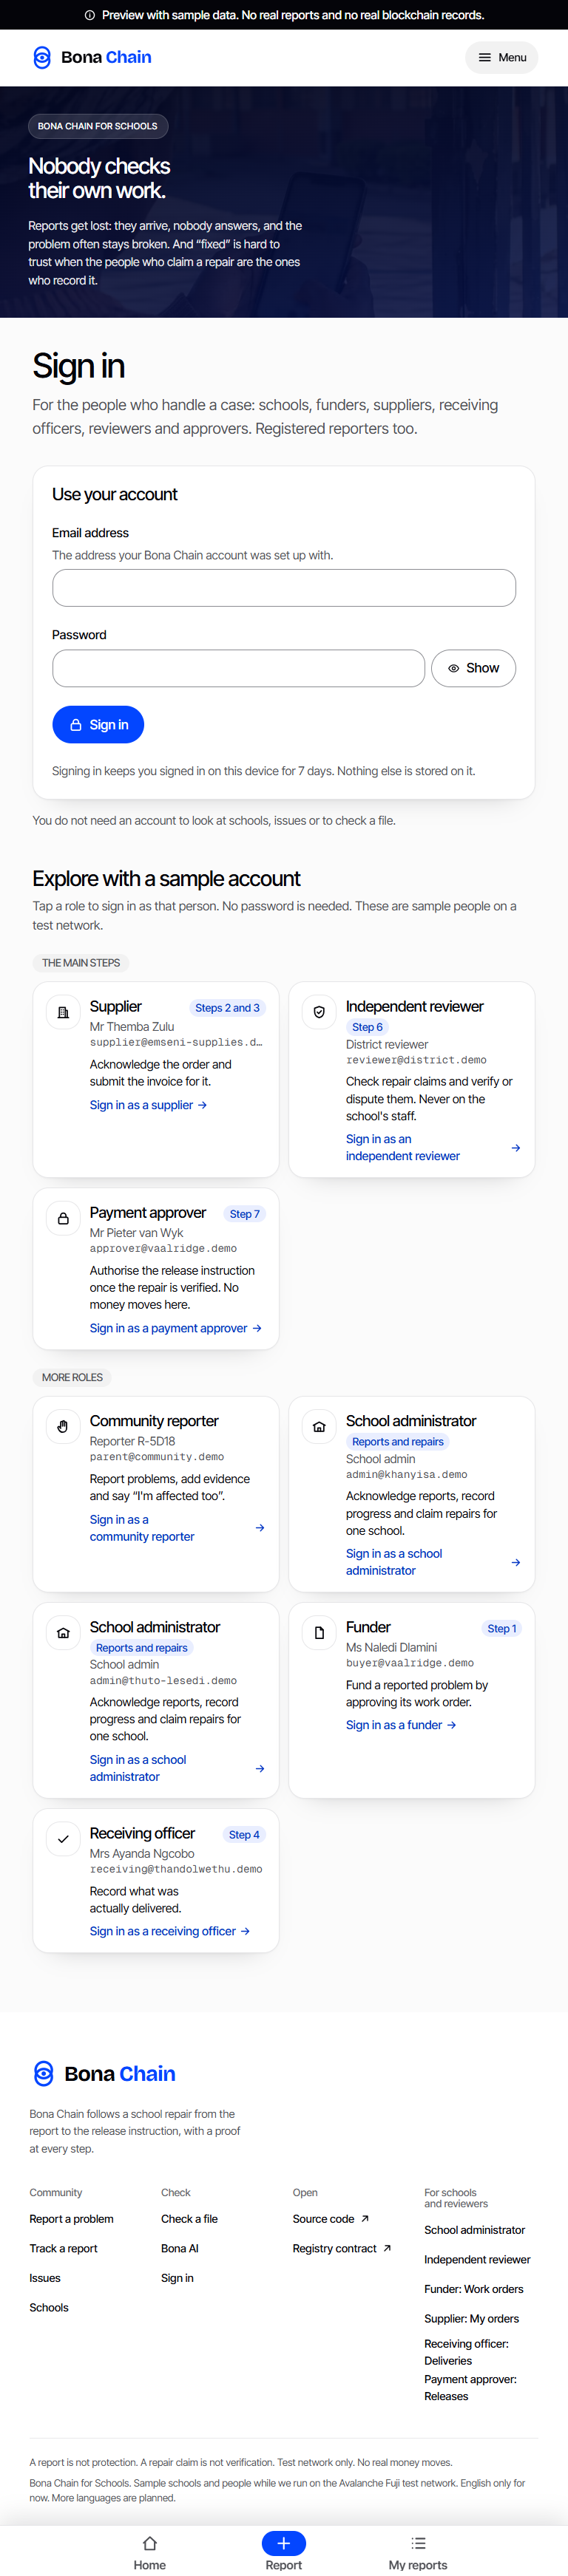 Preview with sample data. No real reports and no real blockchain records.
Bona Chain
Menu
BONA CHAIN FOR SCHOOLS
Nobody checks
their own work.
Reports get lost: they arrive, nobody answers, and the
problem often stays broken. And “fixed” is hard to
trust when the people who claim a repair are the ones
who record it.
Sign in
For the people who handle a case: schools, funders, suppliers, receiving
officers, reviewers and approvers. Registered reporters too.
Use your account
Email address
The address your Bona Chain account was set up with.
Password
Show
Sign in
Signing in keeps you signed in on this device for 7 days. Nothing else is stored on it.
You do not need an account to look at schools, issues or to check a file.
Explore with a sample account
Tap a role to sign in as that person. No password is needed. These are sample people on a
test network.
THE MAIN STEPS
Supplier
Steps 2 and 3
Mr Themba Zulu
supplier@emseni-supplies.d…
Acknowledge the order and
submit the invoice for it.
Sign in as a supplier →
Independent reviewer
Step 6
District reviewer
reviewer@district.demo
Check repair claims and verify or
dispute them. Never on the
school's staff.
Sign in as an
independent reviewer →
Payment approver
Step 7
Mr Pieter van Wyk
approver@vaalridge.demo
Authorise the release instruction
once the repair is verified. No
money moves here.
Sign in as a payment approver →
MORE ROLES
Community reporter
Reporter R-5D18
parent@community.demo
Report problems, add evidence
and say “I'm affected too”.
Sign in as a
community reporter →
School administrator
Reports and repairs
School admin
admin@khanyisa.demo
Acknowledge reports, record
progress and claim repairs for
one school.
Sign in as a school
administrator →
School administrator
Reports and repairs
School admin
admin@thuto-lesedi.demo
Acknowledge reports, record
progress and claim repairs for
one school.
Sign in as a school
administrator →
Funder
Step 1
Ms Naledi Dlamini
buyer@vaalridge.demo
Fund a reported problem by
approving its work order.
Sign in as a funder →
Receiving officer
Step 4
Mrs Ayanda Ngcobo
receiving@thandolwethu.demo
Record what was
actually delivered.
Sign in as a receiving officer →
Bona Chain
Bona Chain follows a school repair from the
report to the release instruction, with a proof
at every step.
Community
Report a problem
Track a report
Issues
Schools
Check
Check a file
Bona AI
Sign in
Open
Source code ↗
Registry contract ↗
For schools
and reviewers
School administrator
Independent reviewer
Funder: Work orders
Supplier: My orders
Receiving officer:
Deliveries
Payment approver:
Releases
A report is not protection. A repair claim is not verification. Test network only. No real money moves.
Bona Chain for Schools. Sample schools and people while we run on the Avalanche Fuji test network. English only for
now. More languages are planned.
Home
Report
My reports